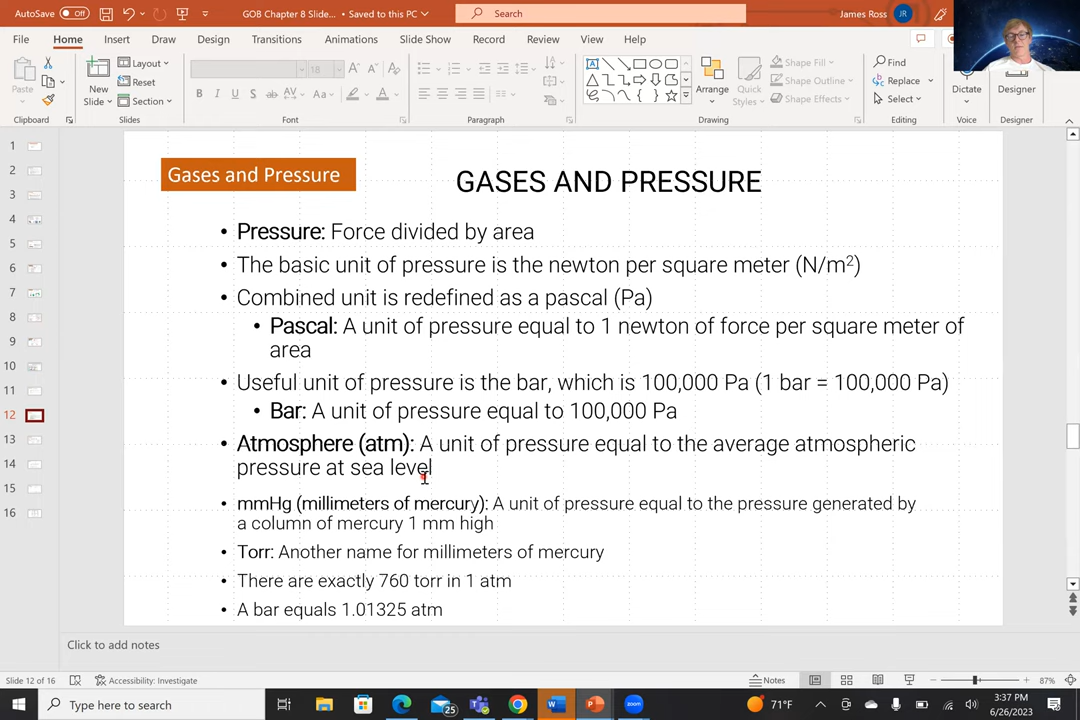 AutoSave Off GOB Chapter 8 Slide... • Saved to this PC Search James Ross JR
File Home Insert Draw Design Transitions Animations Slide Show Record Review View Help
Paste New Slide Layout Reset Section 18 B I U S ab AV Aa A Arrange Quick Styles Shape Fill Shape Outline Shape Effects Find Replace Select Dictate Designer
Clipboard Slides Font Paragraph Drawing Editing Voice Designer
1
2
3
4
5
6
7
8
9
10
11
12
13
14
15
16
Gases and Pressure
GASES AND PRESSURE
• Pressure: Force divided by area
• The basic unit of pressure is the newton per square meter (N/m²)
• Combined unit is redefined as a pascal (Pa)
• Pascal: A unit of pressure equal to 1 newton of force per square meter of
area
• Useful unit of pressure is the bar, which is 100,000 Pa (1 bar = 100,000 Pa)
• Bar: A unit of pressure equal to 100,000 Pa
• Atmosphere (atm): A unit of pressure equal to the average atmospheric
pressure at sea level
• mmHg (millimeters of mercury): A unit of pressure equal to the pressure generated by
a column of mercury 1 mm high
• Torr: Another name for millimeters of mercury
• There are exactly 760 torr in 1 atm
• A bar equals 1.01325 atm
Click to add notes
Slide 12 of 16 Accessibility: Investigate Notes 87%
Type here to search 25 zoom 71°F 3:37 PM
6/26/2023